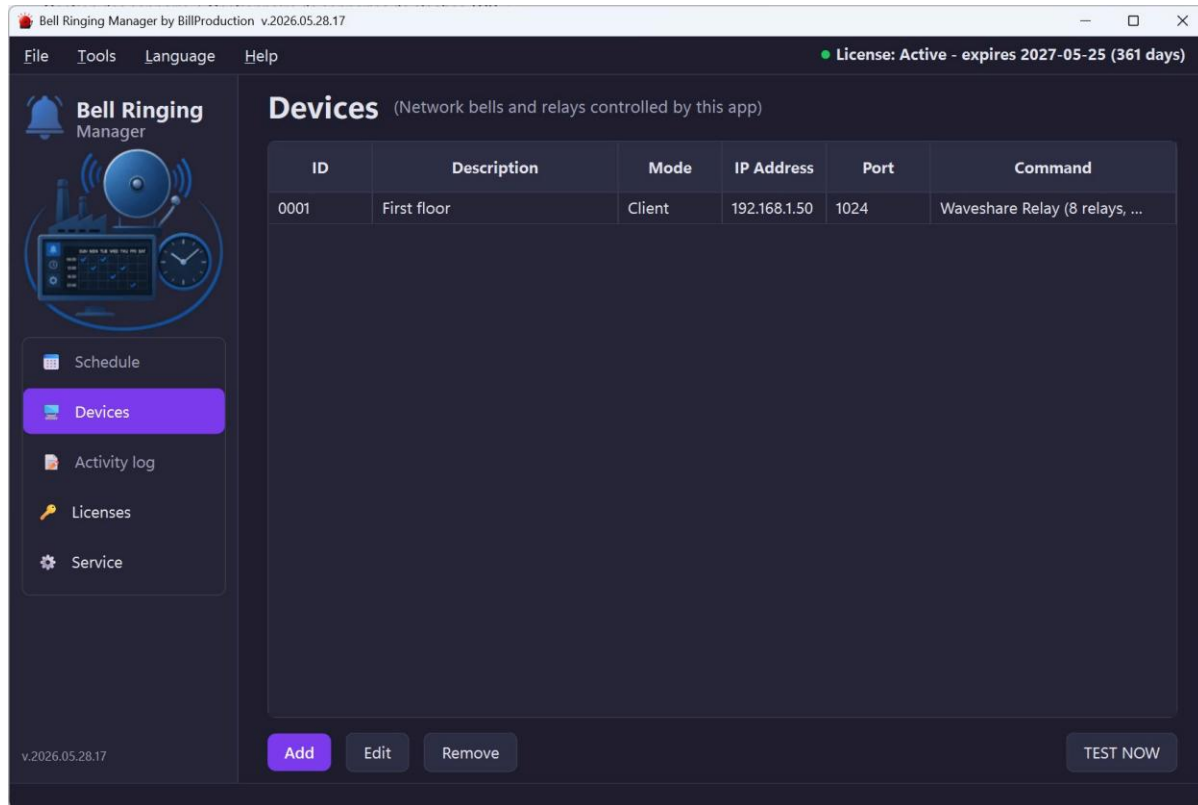 Bell Ringing Manager by BillProduction v.2026.05.28.17
File Tools Language Help
License: Active - expires 2027-05-25 (361 days)
Bell Ringing
Manager
Schedule
Devices
Activity log
Licenses
Service
v.2026.05.28.17
Devices (Network bells and relays controlled by this app)
ID Description Mode IP Address Port Command
0001 First floor Client 192.168.1.50 1024 Waveshare Relay (8 relays, ...
Add Edit Remove TEST NOW